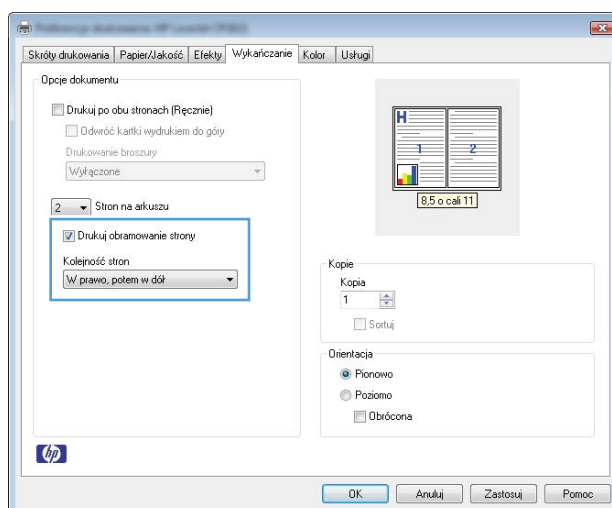 Skróty drukowania Papier/Jakość Efekty Wykańczanie Kolor Usługi
Opcje dokumentu
Drukuj po obu stronach (Ręcznie)
Odwróć kartki wydrukiem do góry
Drukowanie broszury
Wyłączone
2 Stron na arkuszu
Drukuj obramowanie strony
Kolejność stron
W prawo, potem w dół
H
1 2
8,5 o cali 11
Kopie
Kopia
1
Sortuj
Orientacja
Pionowo
Poziomo
Obrócona
hp
OK Anuluj Zastosuj Pomoc